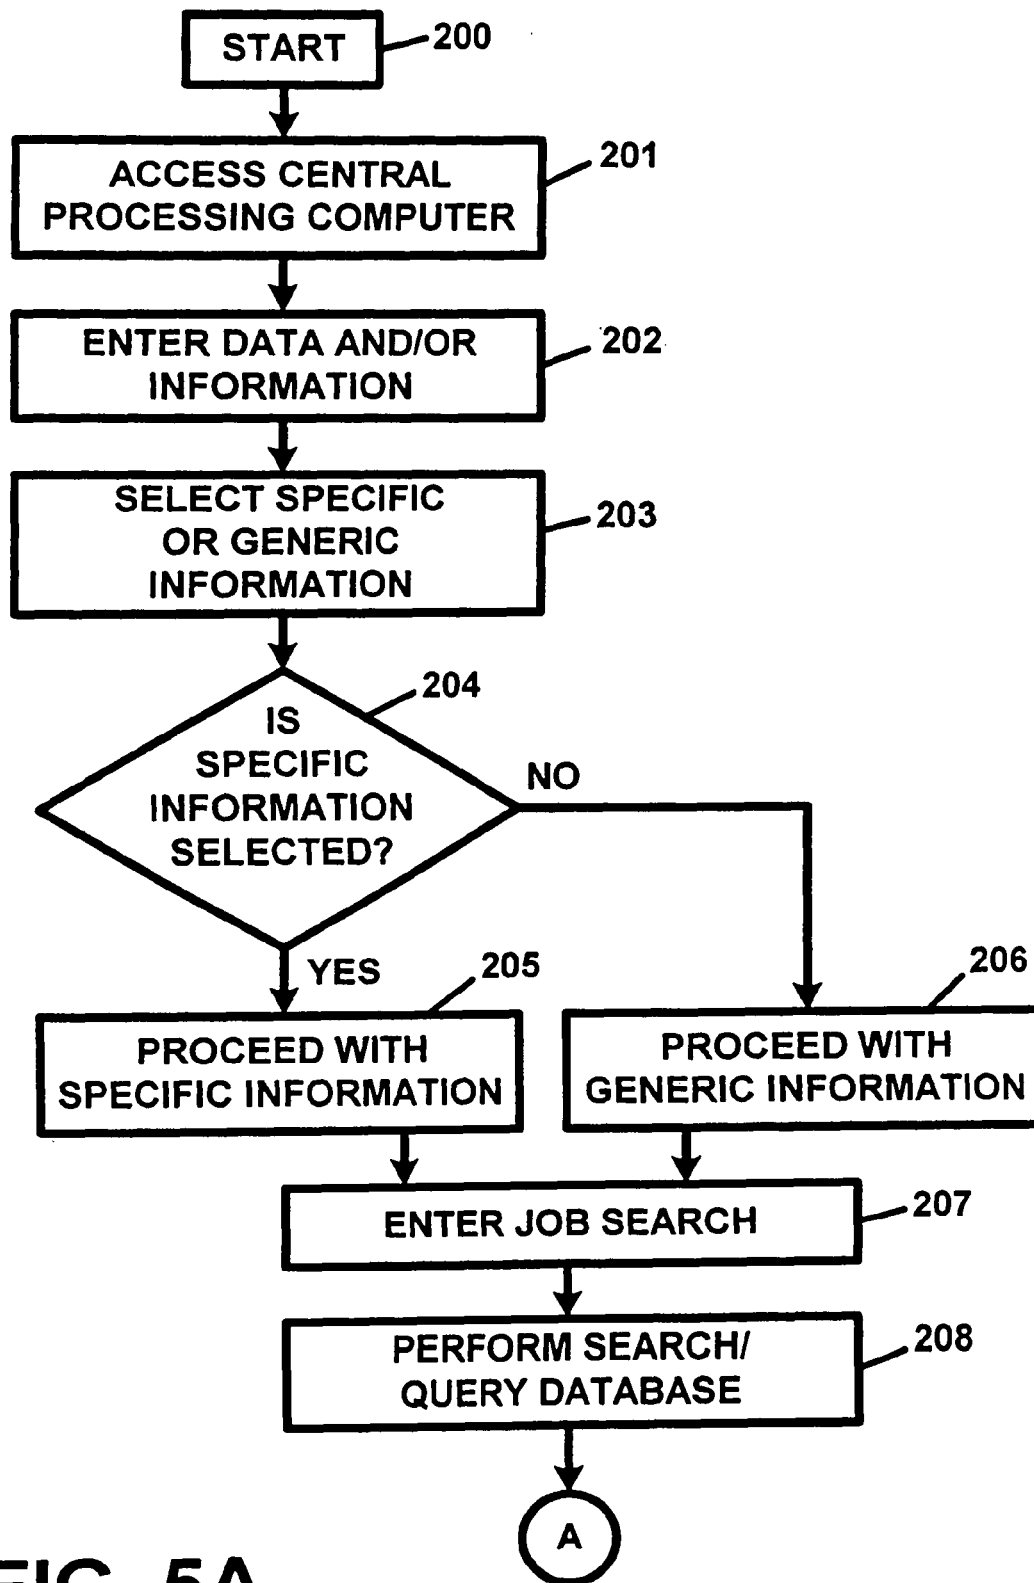 START
200
ACCESS CENTRAL
PROCESSING COMPUTER
201
ENTER DATA AND/OR
INFORMATION
202
SELECT SPECIFIC
OR GENERIC
INFORMATION
203
204
IS
SPECIFIC
INFORMATION
SELECTED?
NO
YES
205
206
PROCEED WITH
SPECIFIC INFORMATION
PROCEED WITH
GENERIC INFORMATION
ENTER JOB SEARCH
207
PERFORM SEARCH/
QUERY DATABASE
208
A
FIG. 5A